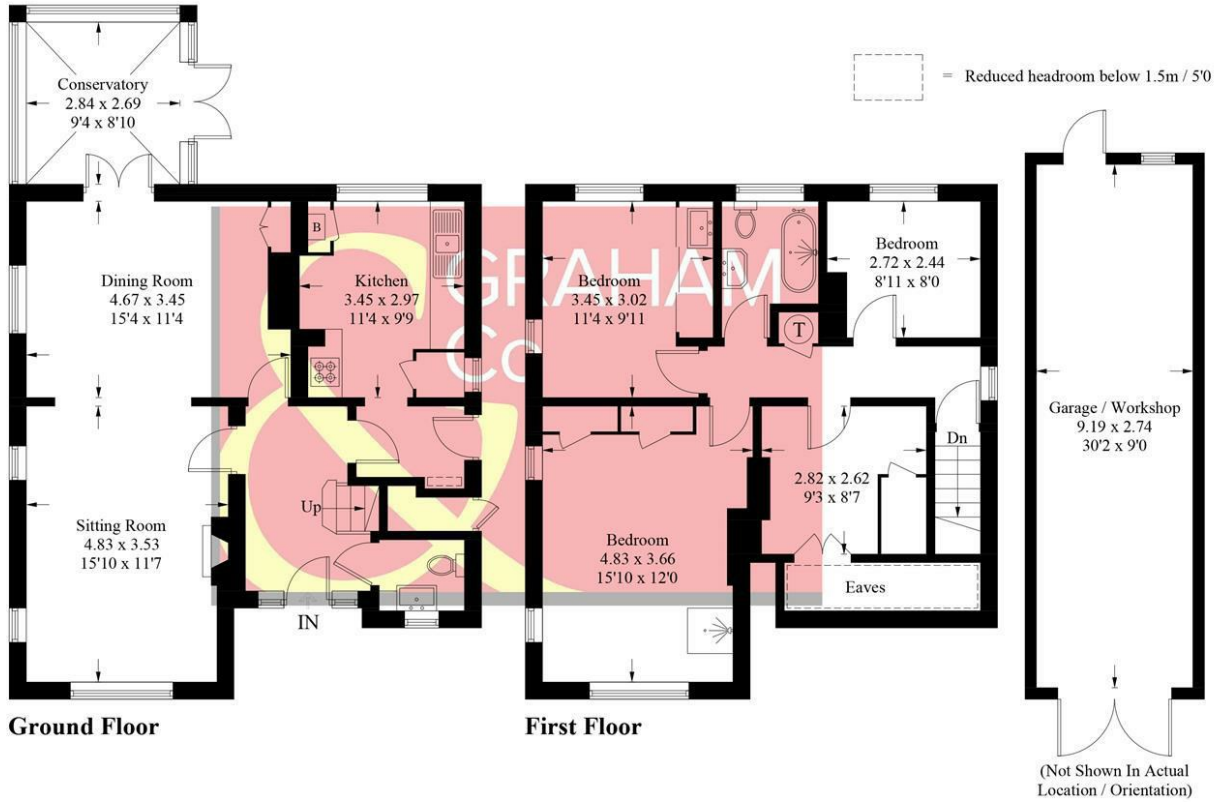 = Reduced headroom below 1.5m / 5'0
Conservatory
2.84 x 2.69
9'4 x 8'10
Dining Room
4.67 x 3.45
15'4 x 11'4
B
Kitchen
3.45 x 2.97
11'4 x 9'9
Sitting Room
4.83 x 3.53
15'10 x 11'7
Up
IN
Ground Floor
GRAHAM
Co
Bedroom
3.45 x 3.02
11'4 x 9'11
T
Bedroom
2.72 x 2.44
8'11 x 8'0
Dn
2.82 x 2.62
9'3 x 8'7
Bedroom
4.83 x 3.66
15'10 x 12'0
Eaves
First Floor
Garage / Workshop
9.19 x 2.74
30'2 x 9'0
(Not Shown In Actual
Location / Orientation)